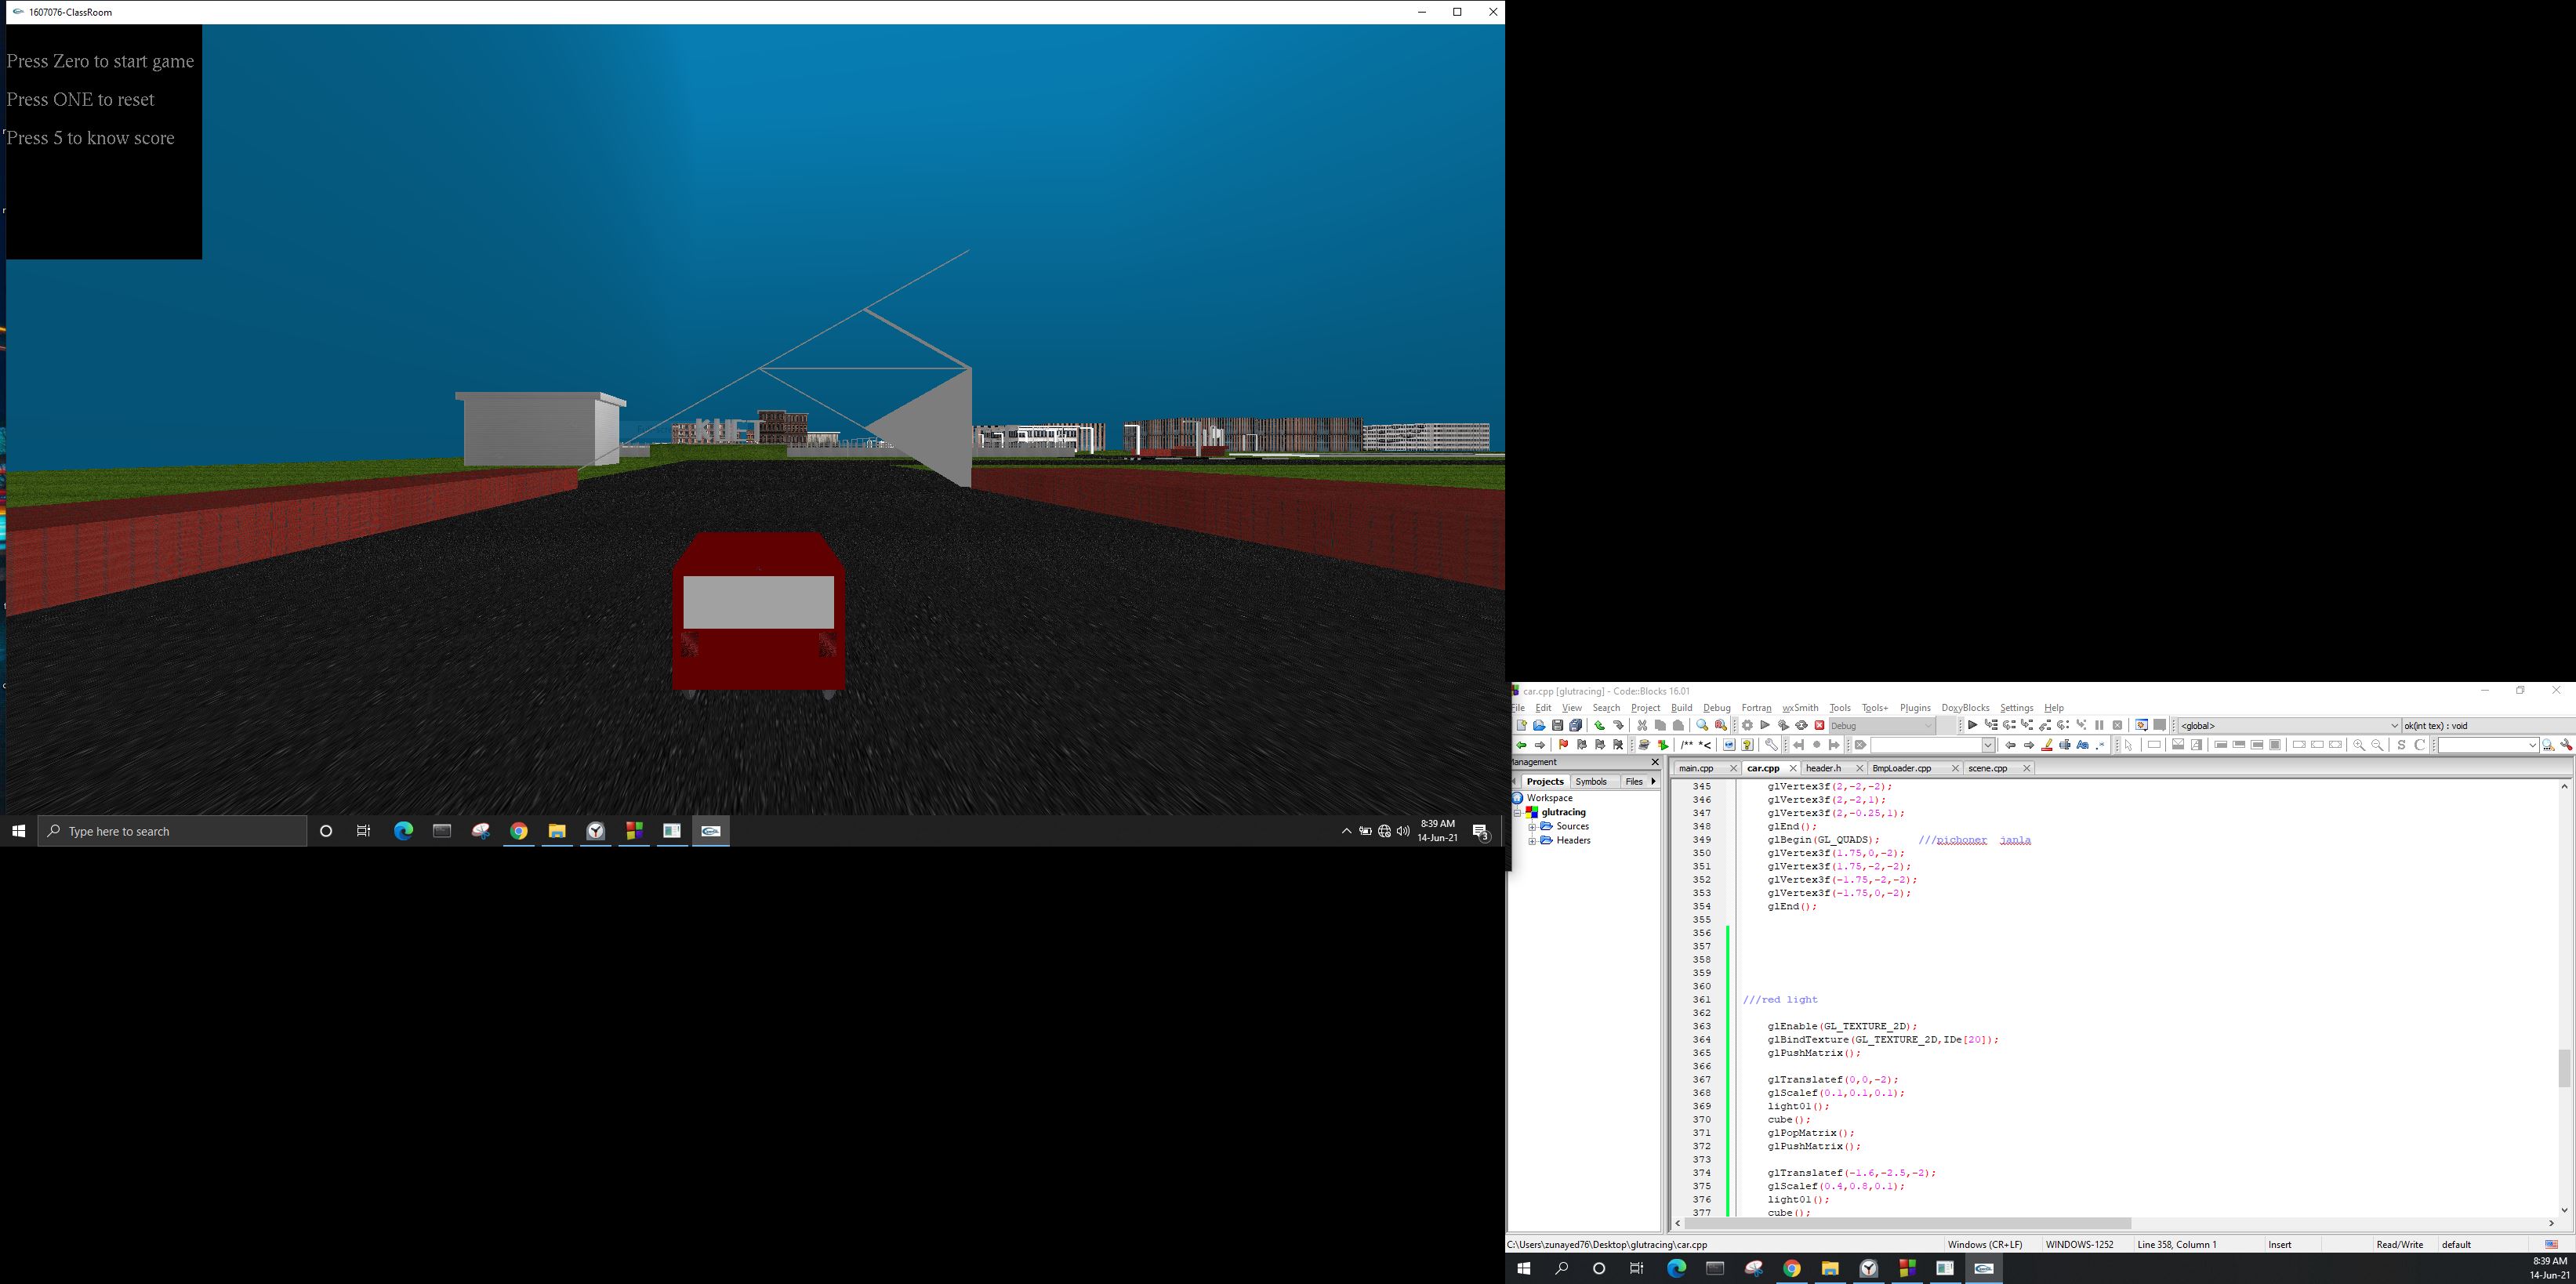 1607076-ClassRoom
Press Zero to start game
Press ONE to reset
Press 5 to know score
KUET
Type here to search
8:39 AM
14-Jun-21
3
car.cpp [glutracing] - Code::Blocks 16.01
File Edit View Search Project Build Debug Fortran wxSmith Tools Tools+ Plugins DoxyBlocks Settings Help
Debug
<global>
ok(int tex) : void
/** *<
S C
Management
main.cpp car.cpp header.h BmpLoader.cpp scene.cpp
Projects Symbols Files
Workspace
glutracing
Sources
Headers
345 glVertex3f(2,-2,-2);
346 glVertex3f(2,-2,1);
347 glVertex3f(2,-0.25,1);
348 glEnd();
349 glBegin(GL_QUADS); ///pichoner janla
350 glVertex3f(1.75,0,-2);
351 glVertex3f(1.75,-2,-2);
352 glVertex3f(-1.75,-2,-2);
353 glVertex3f(-1.75,0,-2);
354 glEnd();
355
356
357
358
359
360
361 ///red light
362
363 glEnable(GL_TEXTURE_2D);
364 glBindTexture(GL_TEXTURE_2D,IDe[20]);
365 glPushMatrix();
366
367 glTranslatef(0,0,-2);
368 glScalef(0.1,0.1,0.1);
369 light01();
370 cube();
371 glPopMatrix();
372 glPushMatrix();
373
374 glTranslatef(-1.6,-2.5,-2);
375 glScalef(0.4,0.8,0.1);
376 light01();
377 cube();
C:\Users\zunayed76\Desktop\glutracing\car.cpp Windows (CR+LF) WINDOWS-1252 Line 358, Column 1 Insert Read/Write default
8:39 AM
14-Jun-21